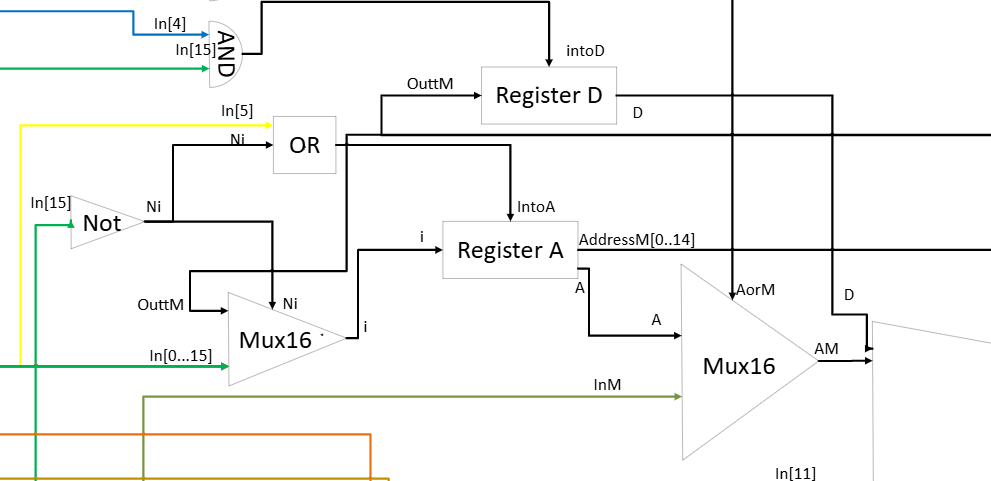 In[4]
In[15]
AND
intoD
OuttM
Register D
D
In[5]
Ni
OR
In[15]
Not
Ni
IntoA
i
Register A
AddressM[0..14]
A
OuttM
Ni
Mux16
i
In[0...15]
A
AorM
D
Mux16
AM
InM
In[11]